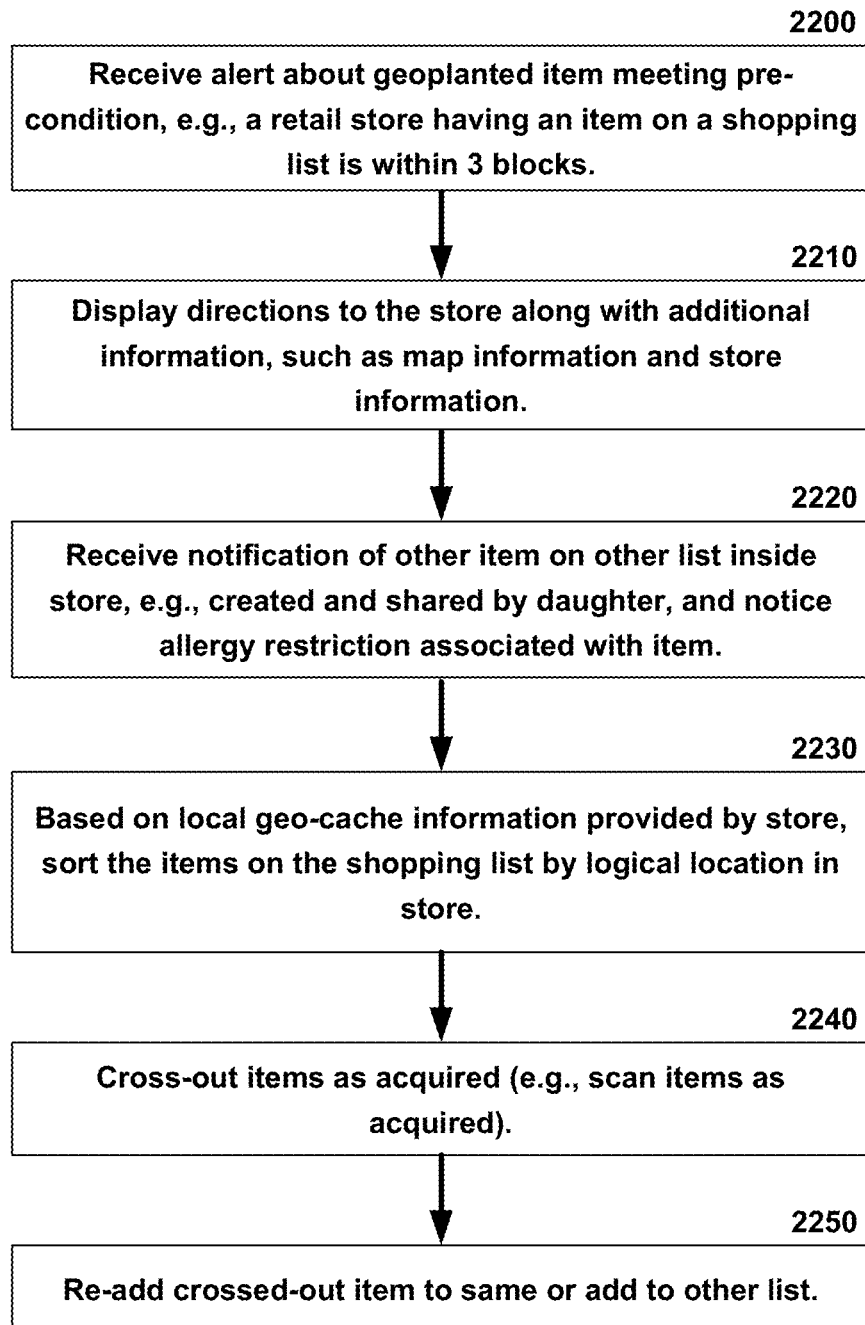 2200
Receive alert about geoplanted item meeting pre-
condition, e.g., a retail store having an item on a shopping
list is within 3 blocks.
2210
Display directions to the store along with additional
information, such as map information and store
information.
2220
Receive notification of other item on other list inside
store, e.g., created and shared by daughter, and notice
allergy restriction associated with item.
2230
Based on local geo-cache information provided by store,
sort the items on the shopping list by logical location in
store.
2240
Cross-out items as acquired (e.g., scan items as
acquired).
2250
Re-add crossed-out item to same or add to other list.